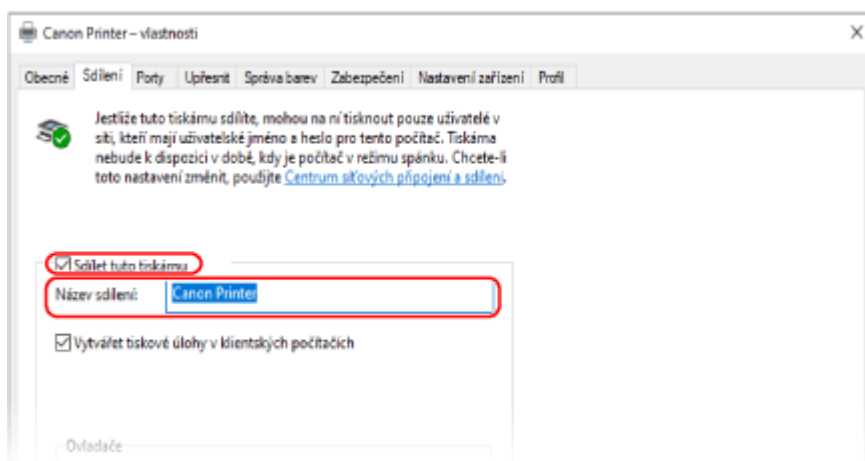 Canon Printer – vlastnosti
Obecné Sdílení Porty Upřesnit Správa barev Zabezpečení Nastavení zařízení Profil
Jestliže tuto tiskárnu sdílíte, mohou na ní tisknout pouze uživatelé v
síti, kteří mají uživatelské jméno a heslo pro tento počítač. Tiskárna
nebude k dispozici v době, kdy je počítač v režimu spánku. Chcete-li
toto nastavení změnit, použijte Centrum síťových připojení a sdílení.
Sdílet tuto tiskárnu
Název sdílení: Canon Printer
Vytvářet tiskové úlohy v klientských počítačích
Ovladače